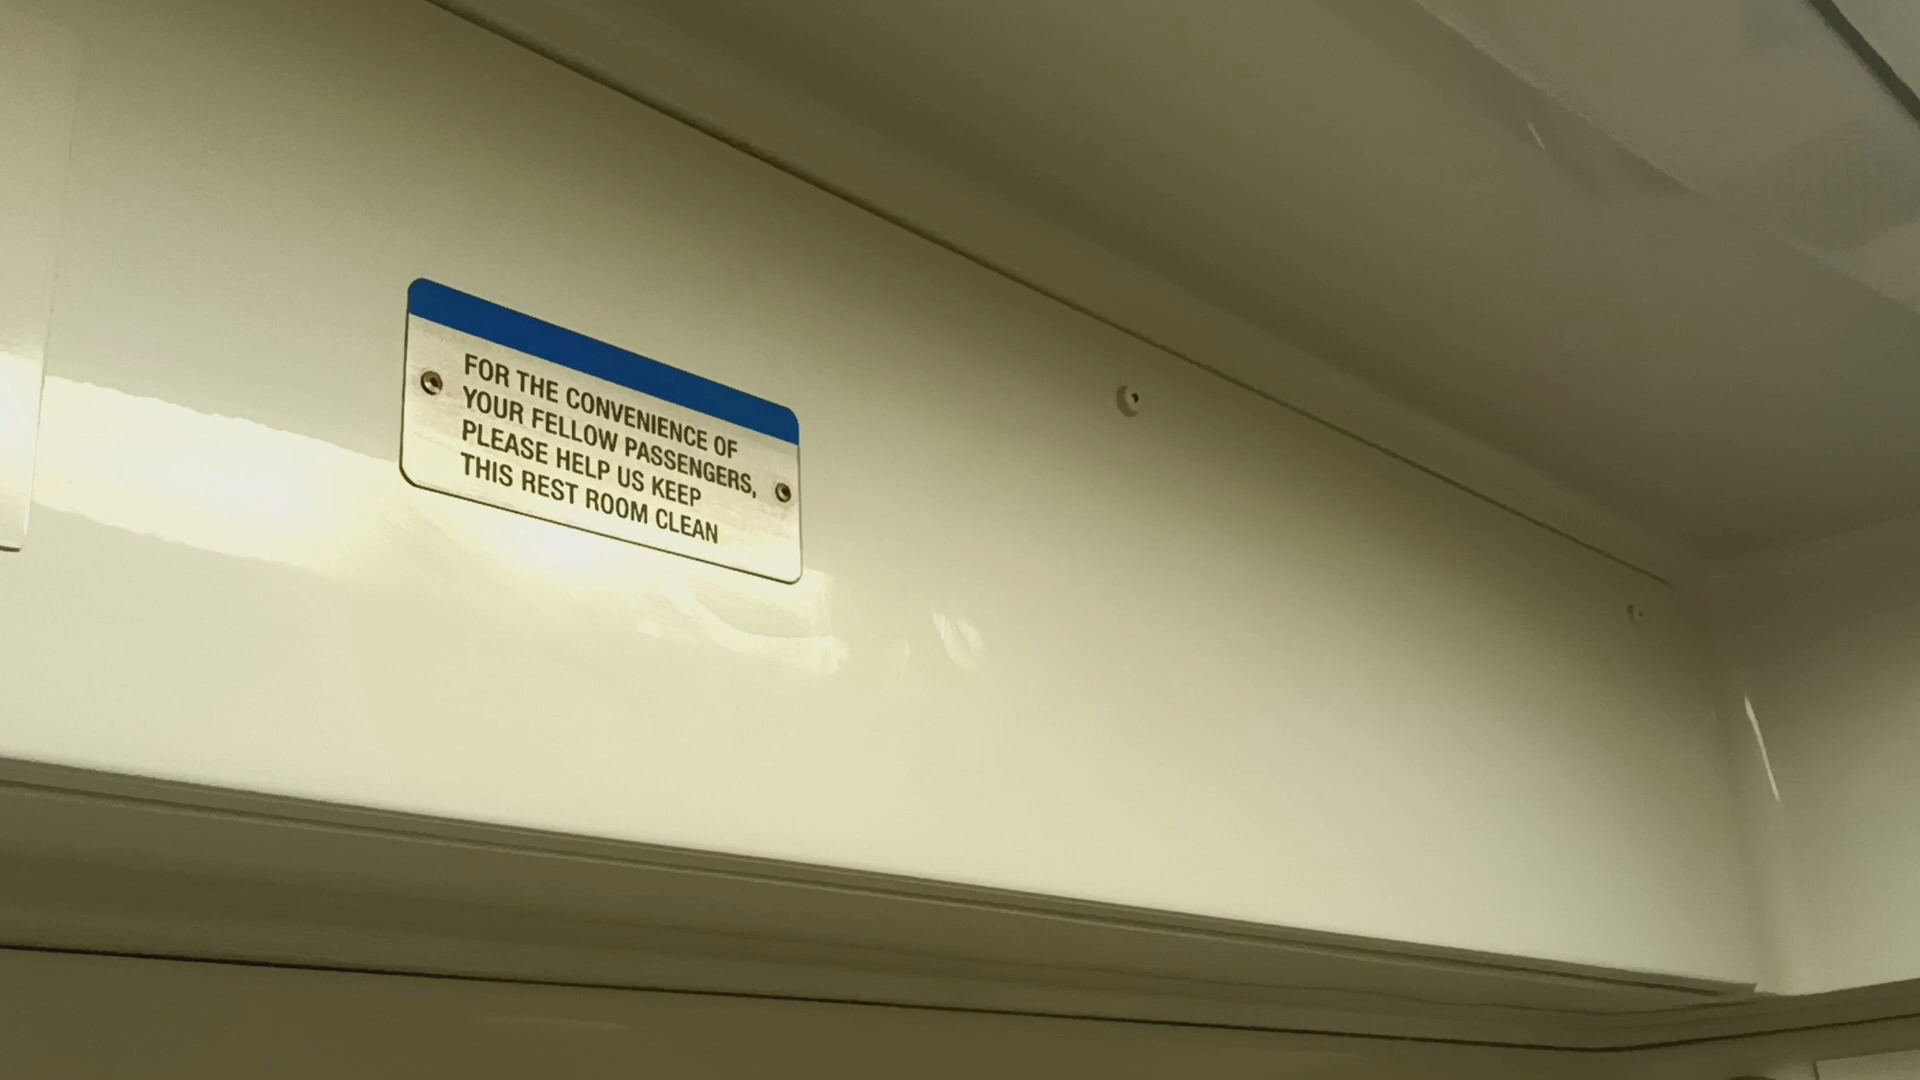 FOR THE CONVENIENCE OF
YOUR FELLOW PASSENGERS,
PLEASE HELP US KEEP
THIS REST ROOM CLEAN